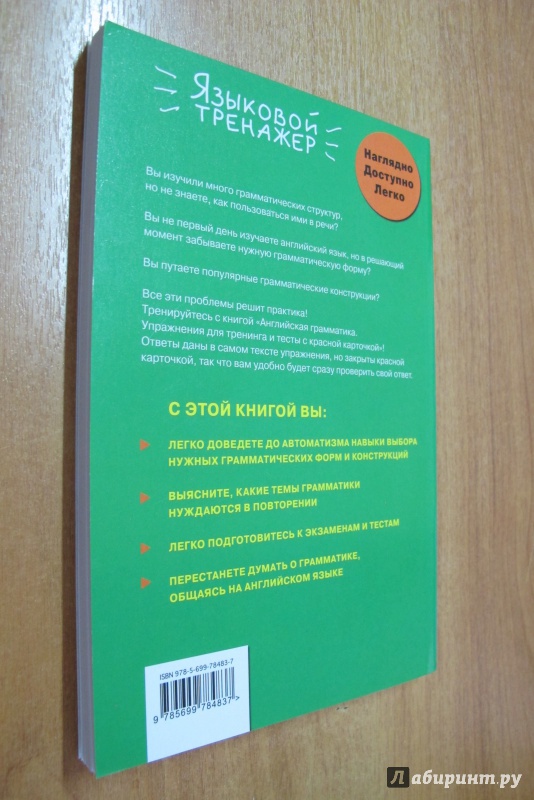 Языковой
тренажер
Наглядно
Доступно
Легко
Вы изучили много грамматических структур,
но не знаете, как пользоваться ими в речи?
Вы не первый день изучаете английский язык, но в решающий
момент забываете нужную грамматическую форму?
Вы путаете популярные грамматические конструкции?
Все эти проблемы решит практика!
Тренируйтесь с книгой «Английская грамматика.
Упражнения для тренинга и тесты с красной карточкой»!
Ответы даны в самом тексте упражнения, но закрыты красной
карточкой, так что вам удобно будет сразу проверить свой ответ.
С ЭТОЙ КНИГОЙ ВЫ:
ЛЕГКО ДОВЕДЕТЕ ДО АВТОМАТИЗМА НАВЫКИ ВЫБОРА
НУЖНЫХ ГРАММАТИЧЕСКИХ ФОРМ И КОНСТРУКЦИЙ
ВЫЯСНИТЕ, КАКИЕ ТЕМЫ ГРАММАТИКИ
НУЖДАЮТСЯ В ПОВТОРЕНИИ
ЛЕГКО ПОДГОТОВИТЕСЬ К ЭКЗАМЕНАМ И ТЕСТАМ
ПЕРЕСТАНЕТЕ ДУМАТЬ О ГРАММАТИКЕ,
ОБЩАЯСЬ НА АНГЛИЙСКОМ ЯЗЫКЕ
ISBN 978-5-699-78483-7
9 785699 784837>
Лабиринт.ру